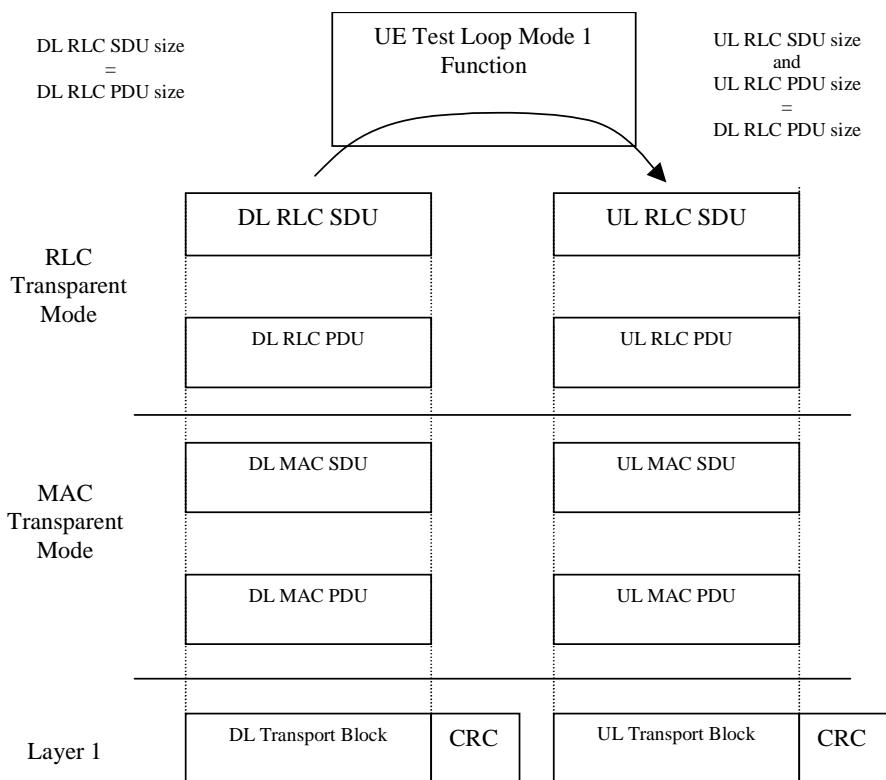 DL RLC SDU size
=
DL RLC PDU size
UE Test Loop Mode 1
Function
UL RLC SDU size
and
UL RLC PDU size
=
DL RLC PDU size
RLC
Transparent
Mode
DL RLC SDU
UL RLC SDU
DL RLC PDU
UL RLC PDU
MAC
Transparent
Mode
DL MAC SDU
UL MAC SDU
DL MAC PDU
UL MAC PDU
Layer 1
DL Transport Block
CRC
UL Transport Block
CRC